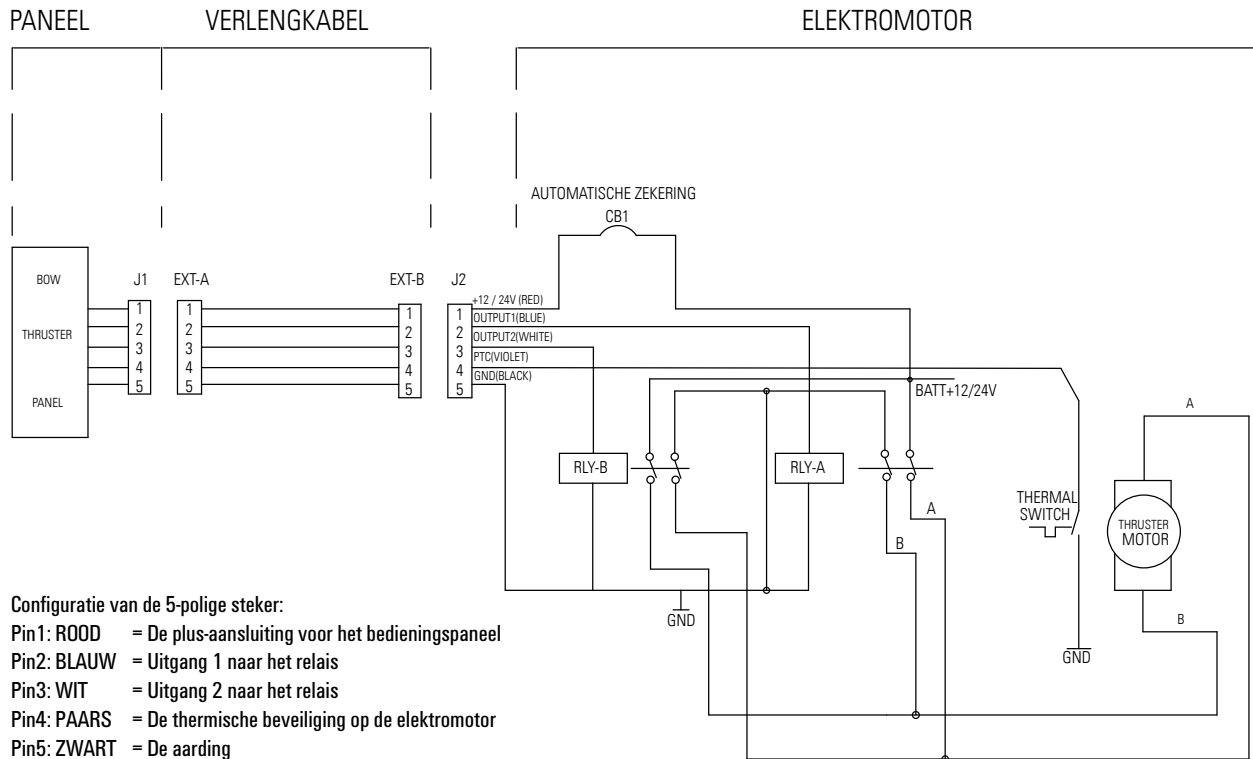 PANEEL
VERLENGKABEL
ELEKTROMOTOR
AUTOMATISCHE ZEKERING
CB1
BOW
THRUSTER
PANEL
J1
1
2
3
4
5
EXT-A
1
2
3
4
5
EXT-B
1
2
3
4
5
J2
1
2
3
4
5
+12 / 24V (RED)
OUTPUT1(BLUE)
OUTPUT2(WHITE)
PTC(VIOLET)
GND(BLACK)
BATT+12/24V
RLY-B
RLY-A
A
B
GND
THERMAL
SWITCH
GND
A
THRUSTER
MOTOR
B
Configuratie van de 5-polige steker:
Pin1: ROOD = De plus-aansluiting voor het bedieningspaneel
Pin2: BLAUW = Uitgang 1 naar het relais
Pin3: WIT = Uitgang 2 naar het relais
Pin4: PAARS = De thermische beveiliging op de elektromotor
Pin5: ZWART = De aarding